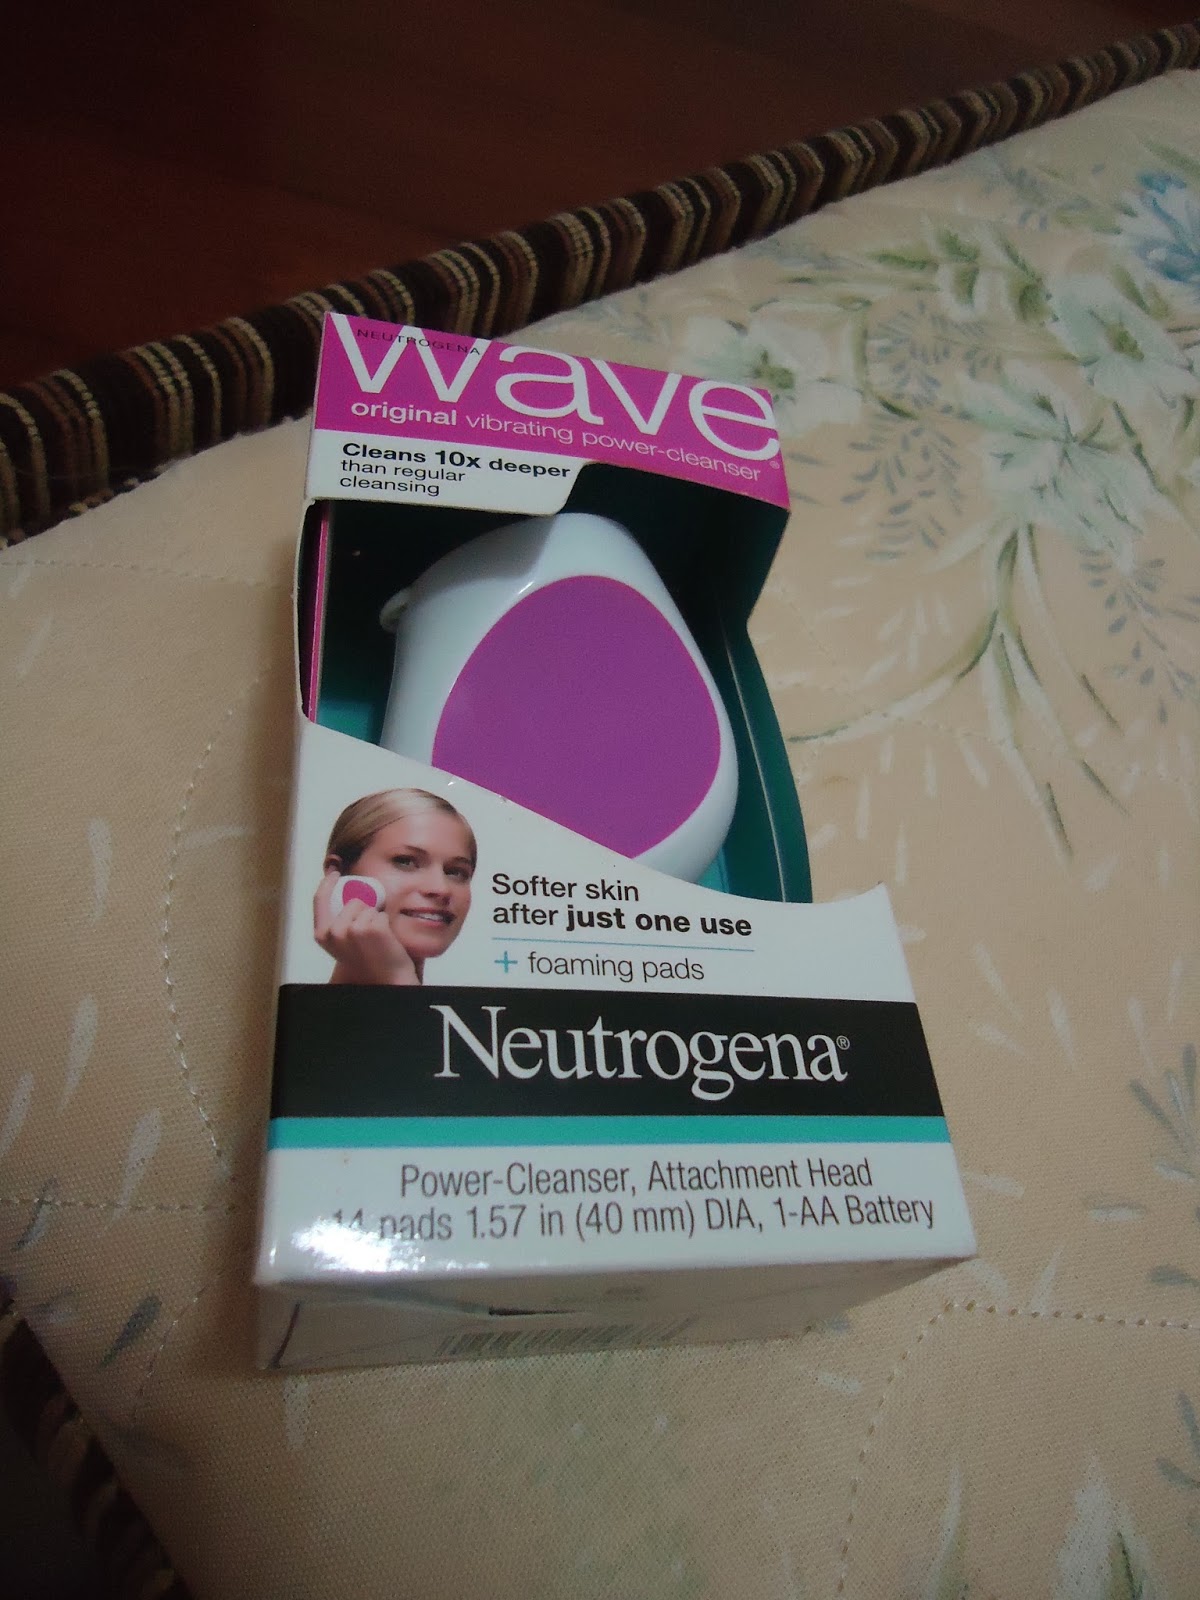 NEUTROGENA
wave®
original vibrating power-cleanser
Cleans 10x deeper
than regular
cleansing
Softer skin
after just one use
+ foaming pads
Neutrogena®
Power-Cleanser, Attachment Head
14 pads 1.57 in (40 mm) DIA, 1-AA Battery